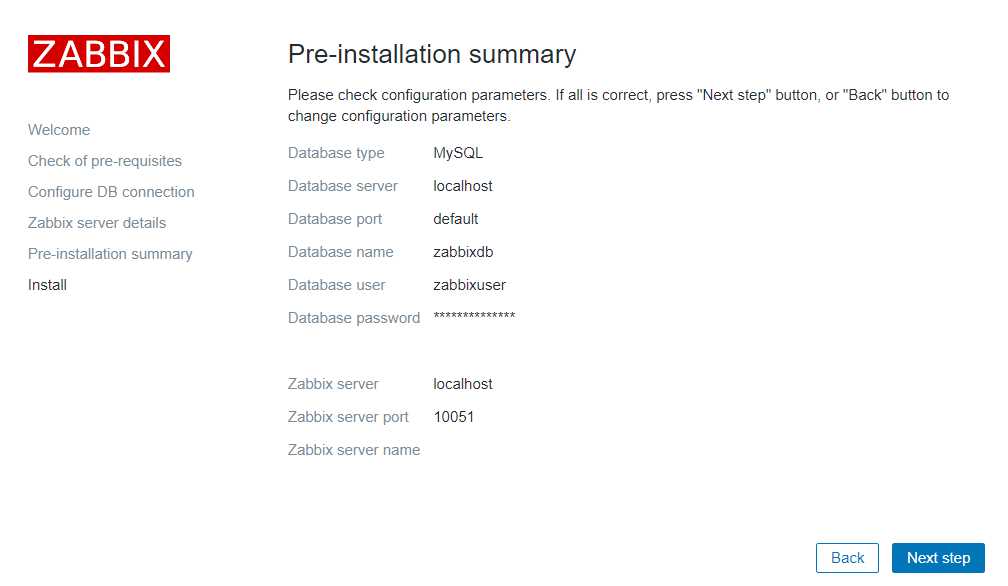 ZABBIX
Welcome
Check of pre-requisites
Configure DB connection
Zabbix server details
Pre-installation summary
Install
Pre-installation summary
Please check configuration parameters. If all is correct, press "Next step" button, or "Back" button to
change configuration parameters.
Database type MySQL
Database server localhost
Database port default
Database name zabbixdb
Database user zabbixuser
Database password **************
Zabbix server localhost
Zabbix server port 10051
Zabbix server name
Back Next step